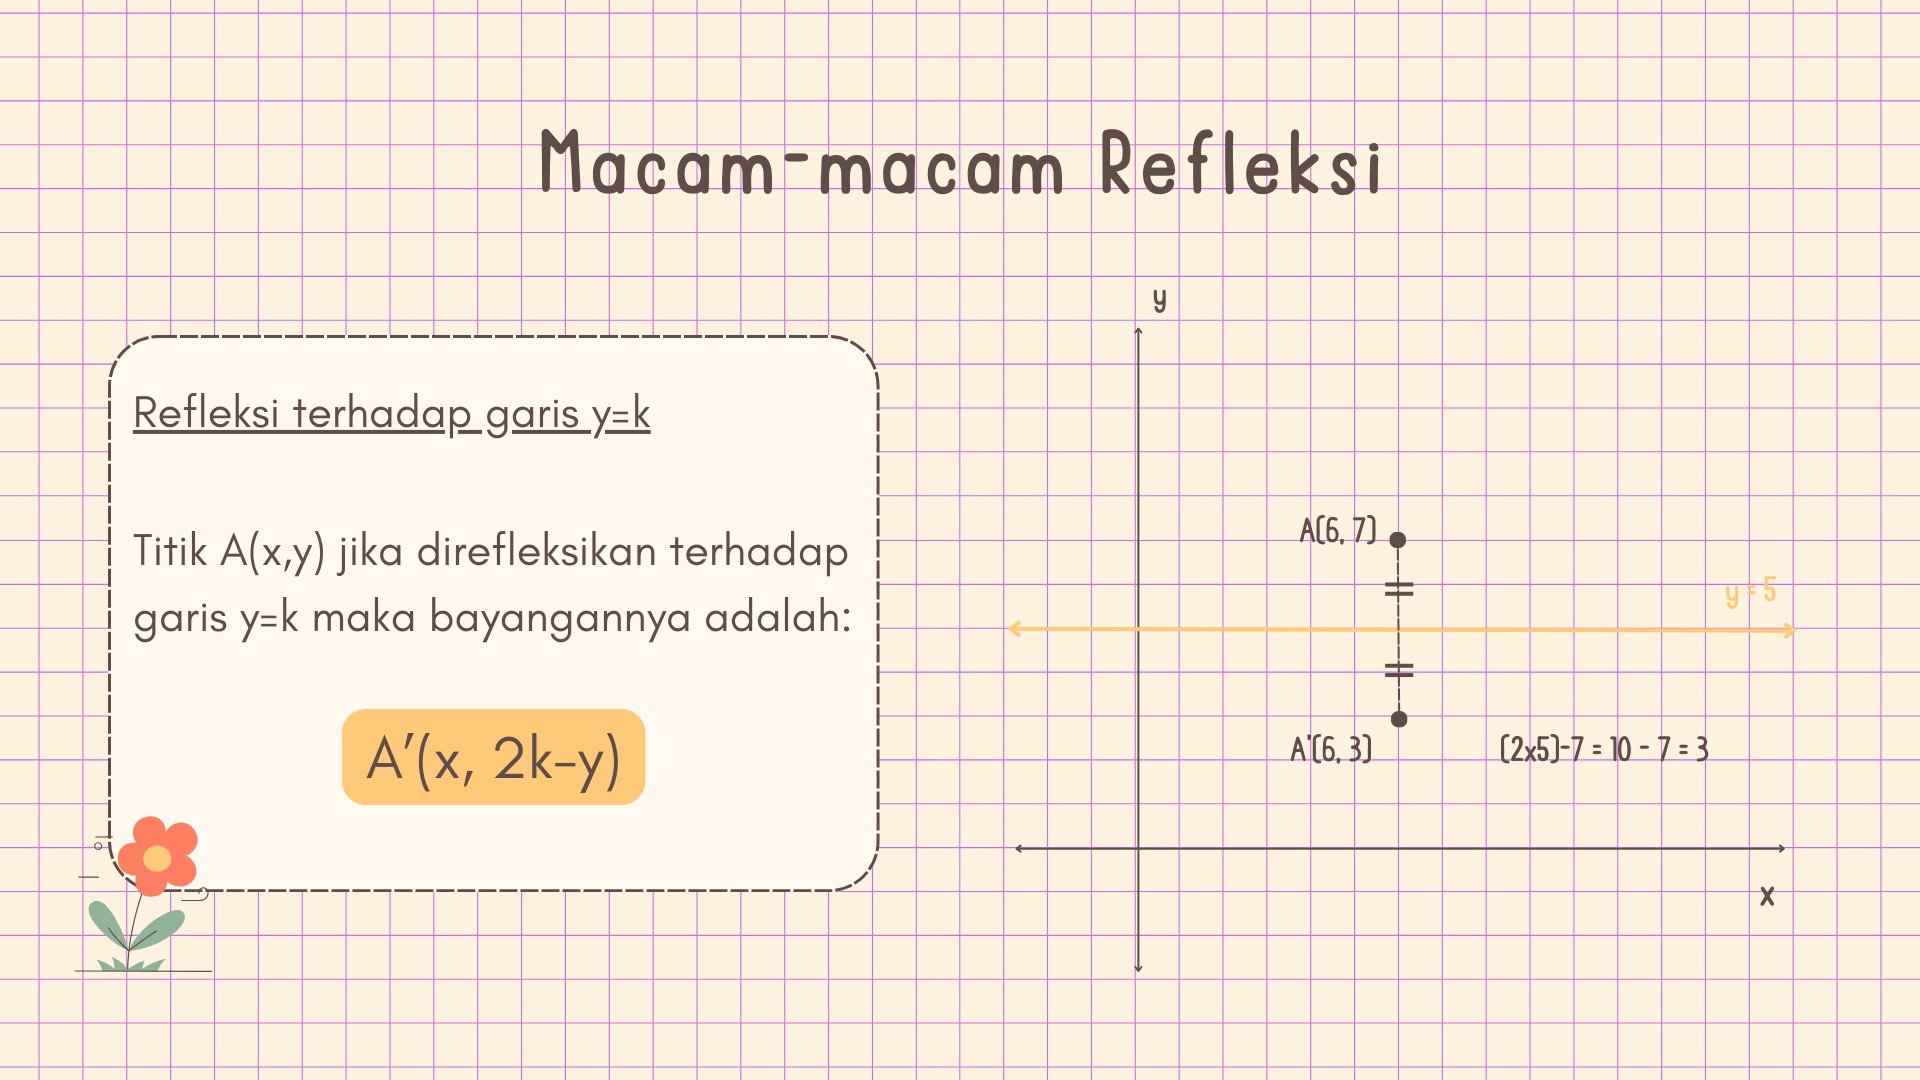 Macam-macam Refleksi
Refleksi terhadap garis y=k
Titik A(x,y) jika direfleksikan terhadap
garis y=k maka bayangannya adalah:
A'(x, 2k-y)
y
A(6, 7)
y = 5
A'(6, 3)
(2x5)-7 = 10 - 7 = 3
x